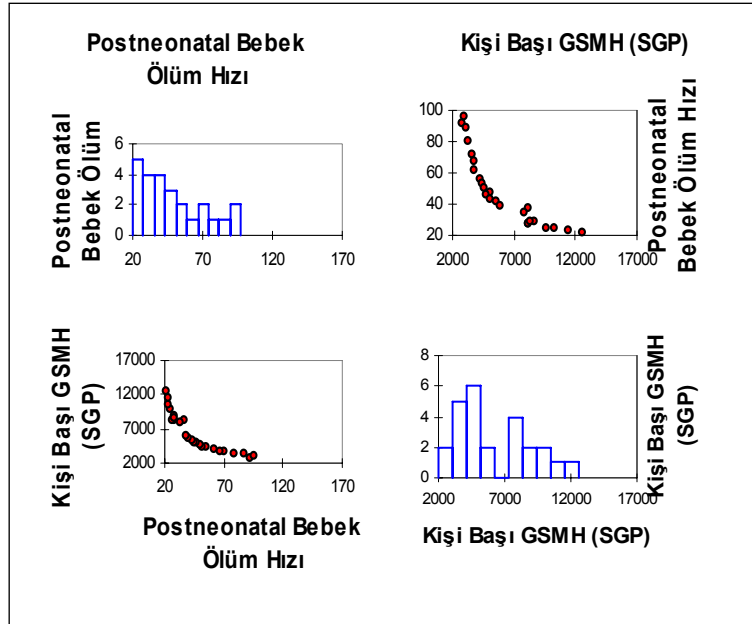 Postneonatal Bebek
Ölüm Hızı
Kişi Başı GSMH (SGP)
Postneonatal
Bebek Ölüm
6
4
2
0
20 70 120 170
100
80
60
40
20
2000 7000 12000 17000
Postneonatal
Bebek Ölüm Hızı
Kişi Başı GSMH
(SGP)
17000
12000
7000
2000
20 70 120 170
Postneonatal Bebek
Ölüm Hızı
8
6
4
2
0
2000 7000 12000 17000
Kişi Başı GSMH (SGP)
Kişi Başı GSMH
(SGP)